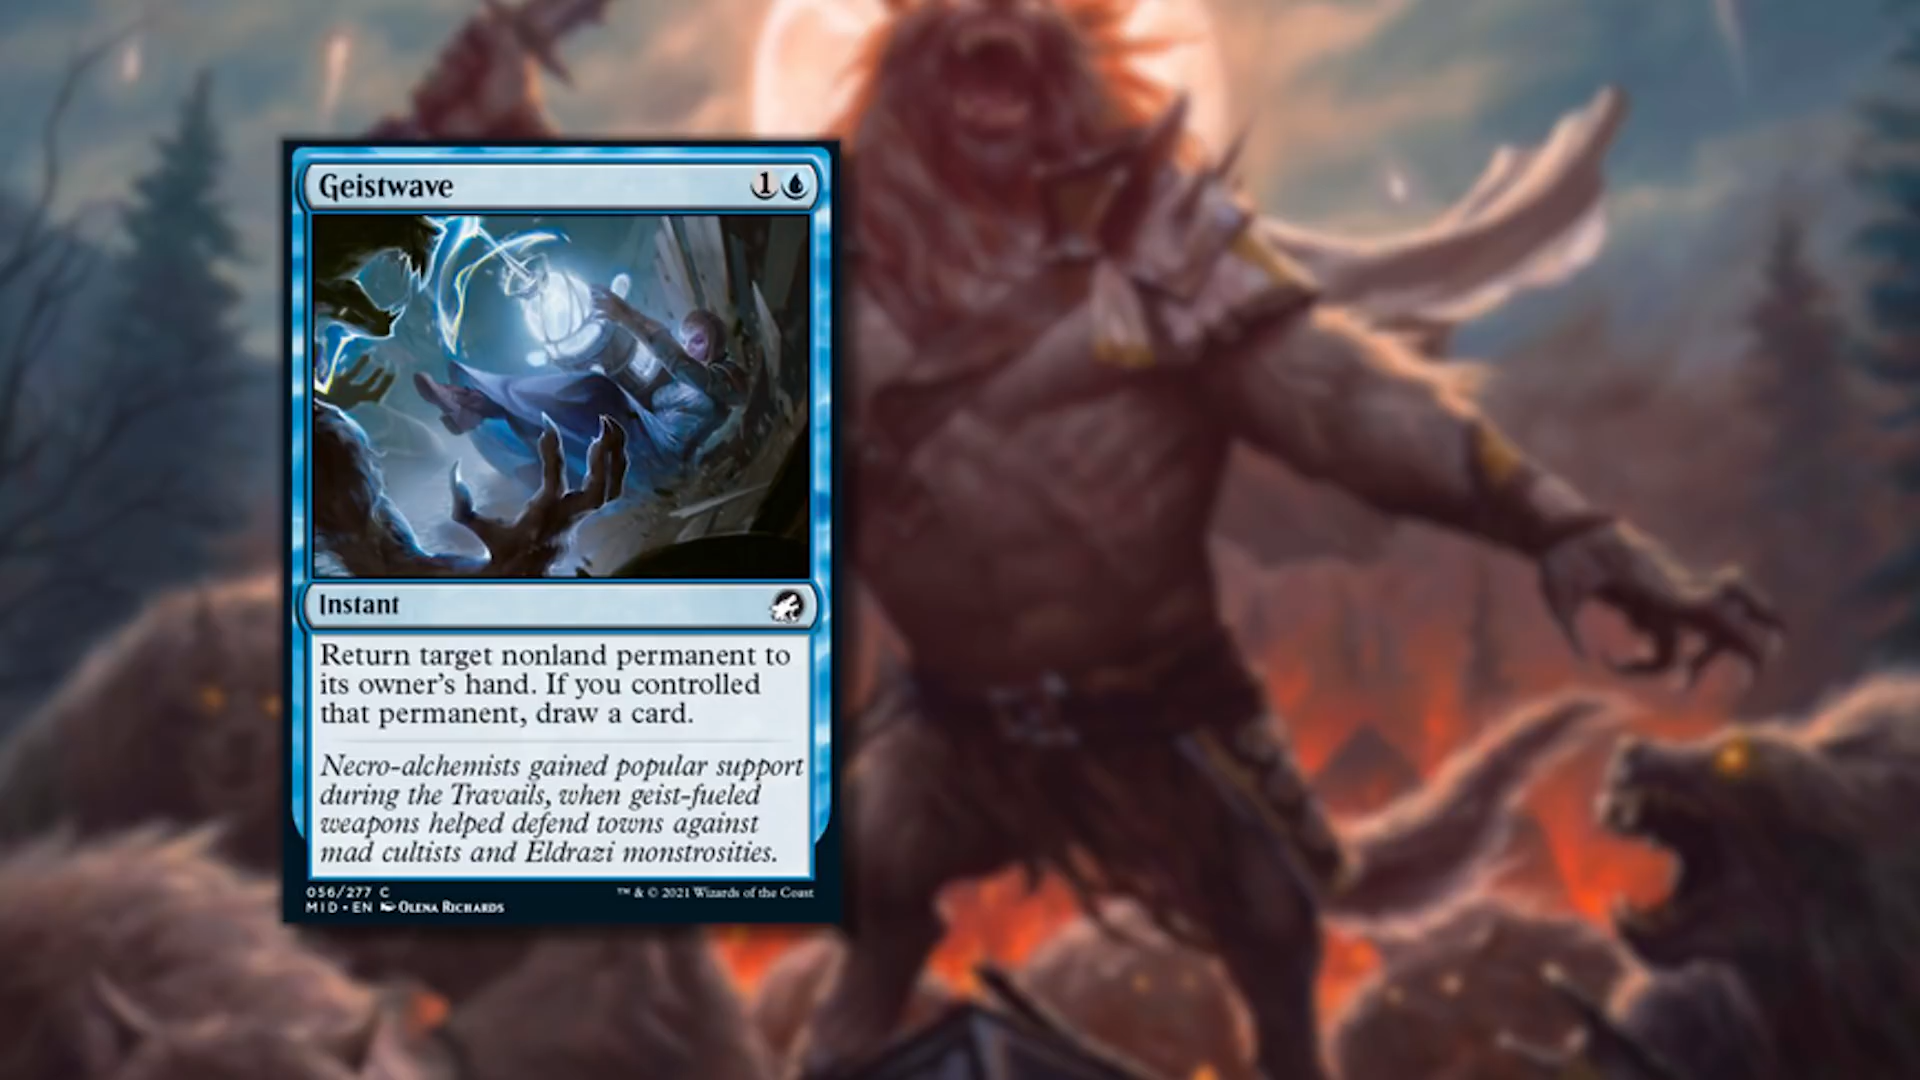 Geistwave 1
Instant
Return target nonland permanent to
its owner's hand. If you controlled
that permanent, draw a card.
Necro-alchemists gained popular support
during the Travails, when geist-fueled
weapons helped defend towns against
mad cultists and Eldrazi monstrosities.
056/277 C
™ & © 2021 Wizards of the Coast
MID • EN Olena Richards